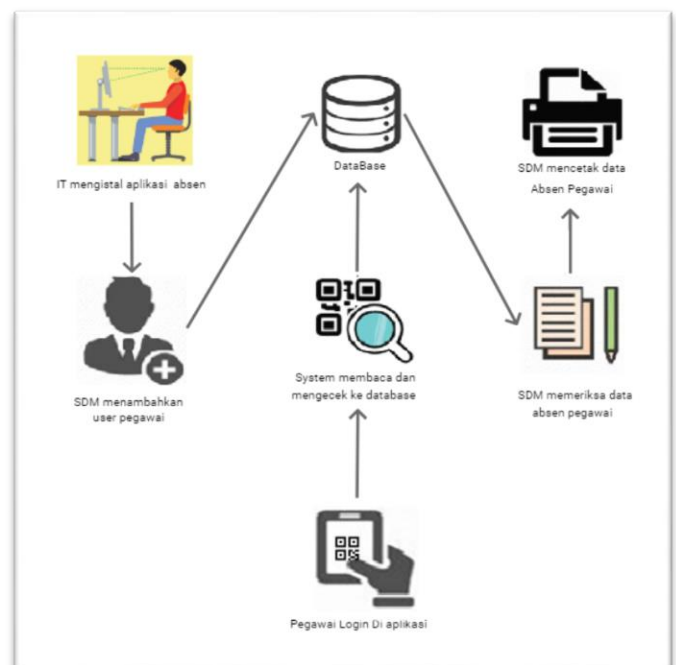 IT mengistal aplikasi absen
DataBase
SDM mencetak data
Absen Pegawai
SDM menambahkan
user pegawai
System membaca dan
mengecek ke database
SDM memeriksa data
absen pegawai
Pegawai Login Di aplikasi